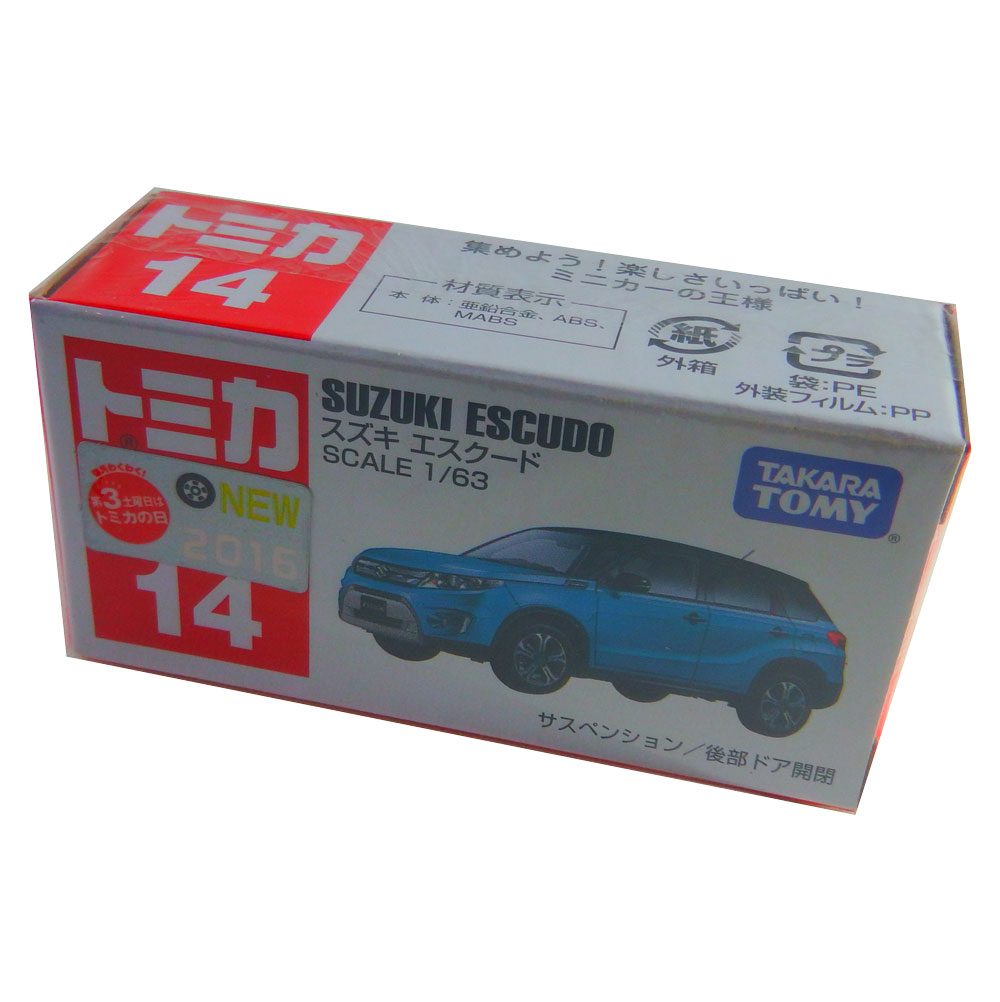 トミカ
14
集めよう！楽しさいっぱい！
ミニカーの王様
材質表示
本 体：亜鉛合金、ABS、
MABS
紙
外箱
プラ
袋：PE
外装フィルム：PP
トミカ
®
第3土曜日は
トミカの日
NEW
2016
14
SUZUKI ESCUDO
スズキ エスクード
SCALE 1/63
TAKARA
TOMY
®
サスペンション／後部ドア開閉